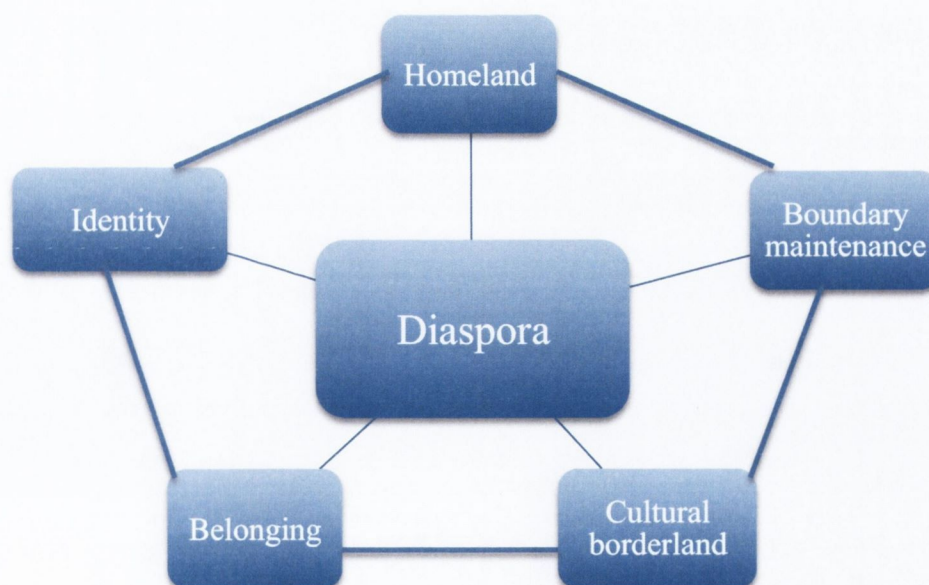 Homeland
Identity
Boundary
maintenance
Diaspora
Belonging
Cultural
borderland